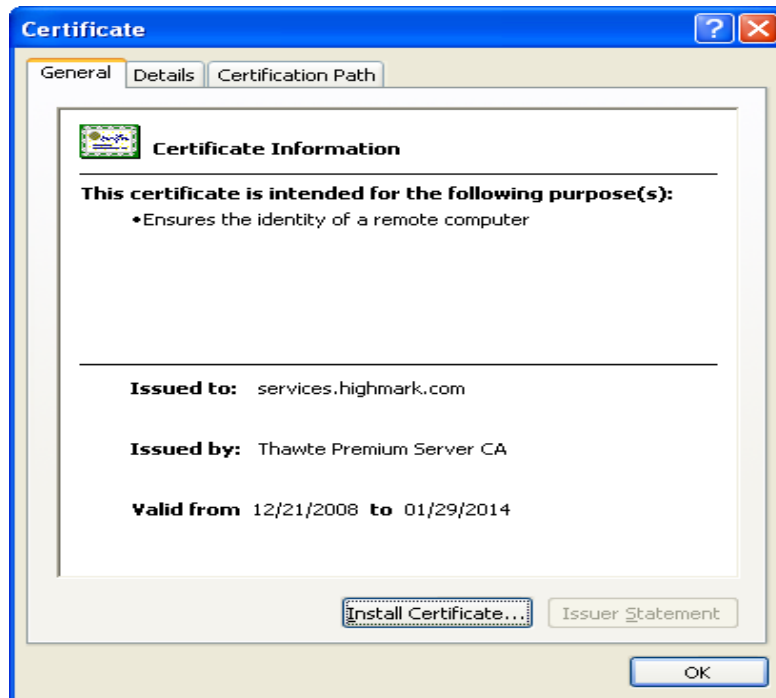 Certificate
General Details Certification Path
Certificate Information
This certificate is intended for the following purpose(s):
•Ensures the identity of a remote computer
Issued to: services.highmark.com
Issued by: Thawte Premium Server CA
Valid from 12/21/2008 to 01/29/2014
Install Certificate... Issuer Statement
OK